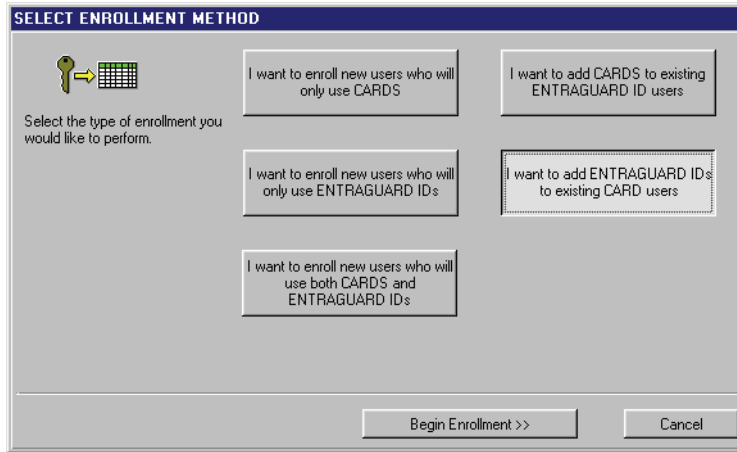 SELECT ENROLLMENT METHOD
Select the type of enrollment you
would like to perform.
I want to enroll new users who will
only use CARDS
I want to add CARDS to existing
ENTRAGUARD ID users
I want to enroll new users who will
only use ENTRAGUARD IDs
I want to add ENTRAGUARD IDs
to existing CARD users
I want to enroll new users who will
use both CARDS and
ENTRAGUARD IDs
Begin Enrollment >>
Cancel